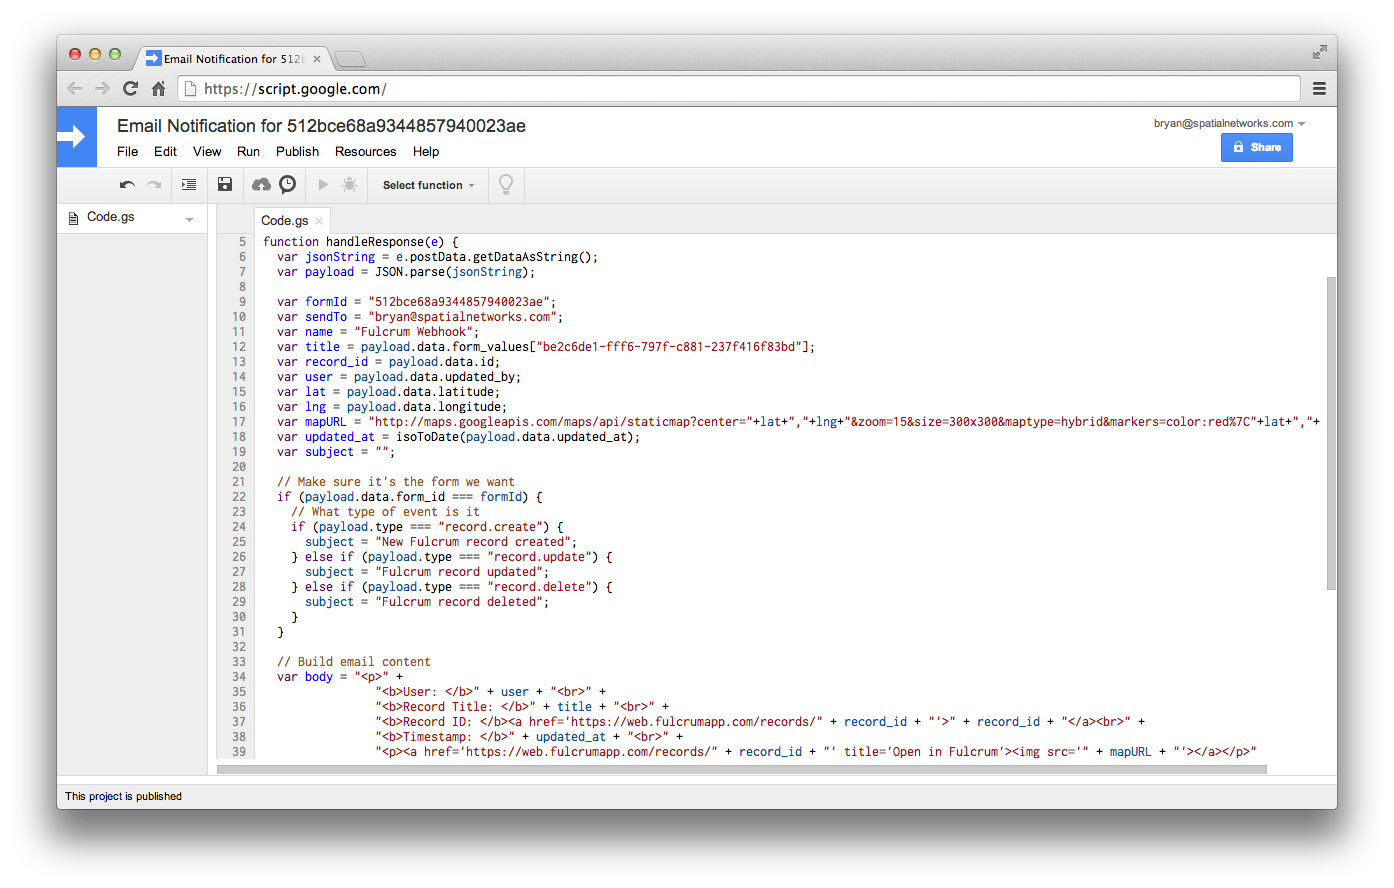 Email Notification for 512b
https://script.google.com/
Email Notification for 512bce68a9344857940023ae
bryan@spatialnetworks.com
File Edit View Run Publish Resources Help
Share
Select function
Code.gs
Code.gs
5 function handleResponse(e) {
6   var jsonString = e.postData.getDataAsString();
7   var payload = JSON.parse(jsonString);
8
9   var formId = "512bce68a9344857940023ae";
10   var sendTo = "bryan@spatialnetworks.com";
11   var name = "Fulcrum Webhook";
12   var title = payload.data.form_values["be2c6de1-fff6-797f-c881-237f416f83bd"];
13   var record_id = payload.data.id;
14   var user = payload.data.updated_by;
15   var lat = payload.data.latitude;
16   var lng = payload.data.longitude;
17   var mapURL = "http://maps.googleapis.com/maps/api/staticmap?center="+lat+","+lng+"&zoom=15&size=300x300&maptype=hybrid&markers=color:red%7C"+lat+","+
18   var updated_at = isoToDate(payload.data.updated_at);
19   var subject = "";
20
21   // Make sure it's the form we want
22   if (payload.data.form_id === formId) {
23     // What type of event is it
24     if (payload.type === "record.create") {
25       subject = "New Fulcrum record created";
26     } else if (payload.type === "record.update") {
27       subject = "Fulcrum record updated";
28     } else if (payload.type === "record.delete") {
29       subject = "Fulcrum record deleted";
30     }
31   }
32
33   // Build email content
34   var body = "<p>" +
35                 "<b>User: </b>" + user + "<br>" +
36                 "<b>Record Title: </b>" + title + "<br>" +
37                 "<b>Record ID: </b><a href='https://web.fulcrumapp.com/records/" + record_id + "'>" + record_id + "</a><br>" +
38                 "<b>Timestamp: </b>" + updated_at + "<br>" +
39                 "<p><a href='https://web.fulcrumapp.com/records/" + record_id + "' title='Open in Fulcrum'><img src='" + mapURL + "'></a></p>"
This project is published